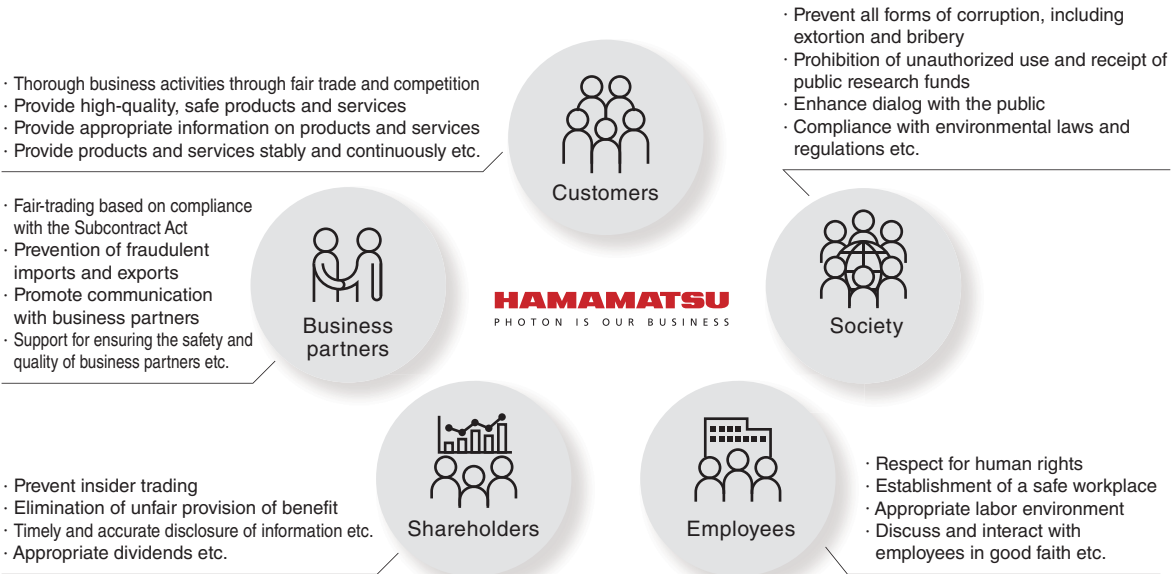 · Thorough business activities through fair trade and competition
· Provide high-quality, safe products and services
· Provide appropriate information on products and services
· Provide products and services stably and continuously etc.
Customers
· Prevent all forms of corruption, including
extortion and bribery
· Prohibition of unauthorized use and receipt of
public research funds
· Enhance dialog with the public
· Compliance with environmental laws and
regulations etc.
Society
· Fair-trading based on compliance
with the Subcontract Act
· Prevention of fraudulent
imports and exports
· Promote communication
with business partners
· Support for ensuring the safety and
quality of business partners etc.
Business
partners
HAMAMATSU
PHOTON IS OUR BUSINESS
· Prevent insider trading
· Elimination of unfair provision of benefit
· Timely and accurate disclosure of information etc.
· Appropriate dividends etc.
Shareholders
Employees
· Respect for human rights
· Establishment of a safe workplace
· Appropriate labor environment
· Discuss and interact with
employees in good faith etc.